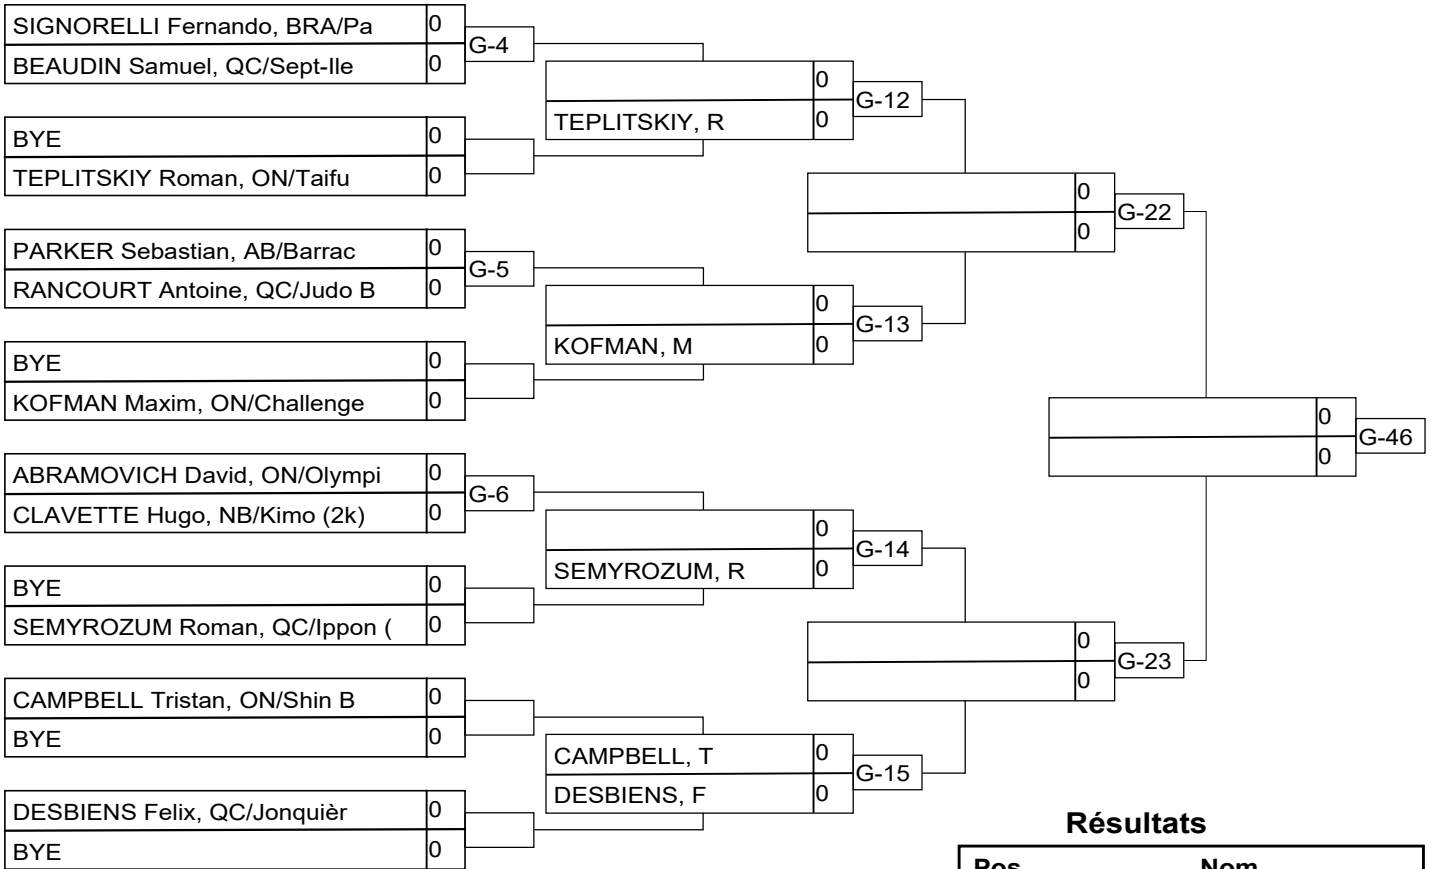 SIGNORELLI Fernando, BRA/Pa 0
G-4
BEAUDIN Samuel, QC/Sept-Ile 0
BYE 0
TEPLITSKIY Roman, ON/Taifu 0
PARKER Sebastian, AB/Barrac 0
G-5
RANCOURT Antoine, QC/Judo B 0
BYE 0
KOFMAN Maxim, ON/Challenge 0
ABRAMOVICH David, ON/Olympi 0
G-6
CLAVETTE Hugo, NB/Kimo (2k) 0
BYE 0
SEMYROZUM Roman, QC/Ippon ( 0
CAMPBELL Tristan, ON/Shin B 0
BYE 0
DESBIENS Felix, QC/Jonquièr 0
BYE 0
0
G-12
TEPLITSKIY, R 0
0
G-13
KOFMAN, M 0
0
G-14
SEMYROZUM, R 0
CAMPBELL, T 0
G-15
DESBIENS, F 0
0
G-22
0
0
G-23
0
0
G-46
0
Résultats
Pos Nom